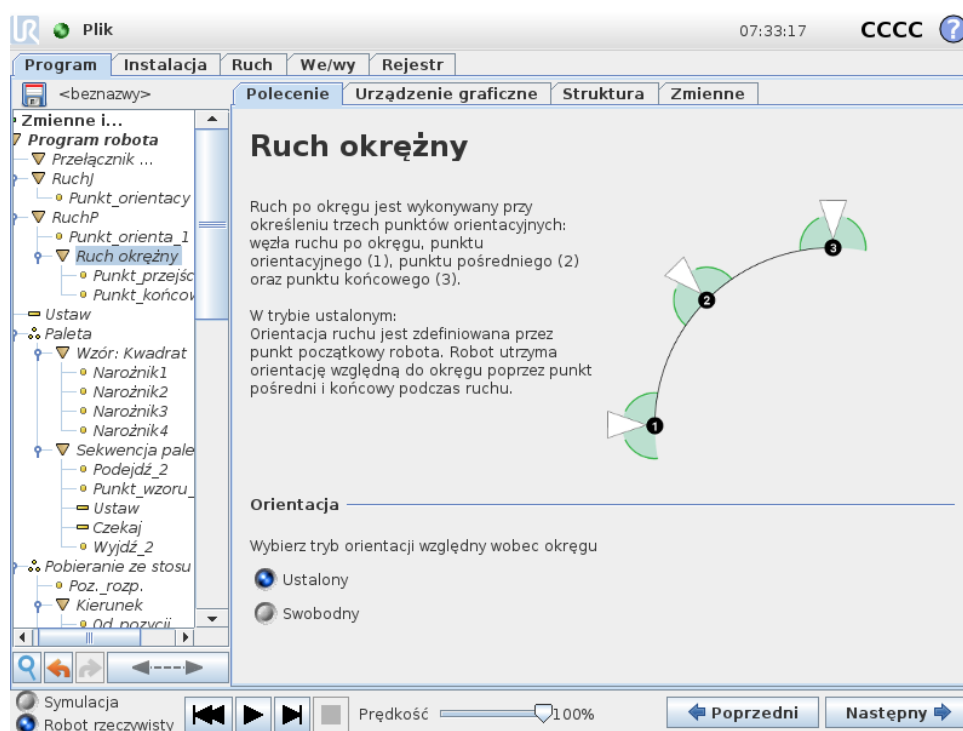 UR Plik 07:33:17 CCCC ?
Program Instalacja Ruch We/wy Rejestr
<beznazwy>
Polecenie Urządzenie graficzne Struktura Zmienne
Zmienne i...
Program robota
Przełącznik ...
RuchJ
Punkt_orientacy
RuchP
Punkt_orienta_1
Ruch okrężny
Punkt_przejśc
Punkt_końcow
Ustaw
Paleta
Wzór: Kwadrat
Narożnik1
Narożnik2
Narożnik3
Narożnik4
Sekwencja pale
Podejdź_2
Punkt_wzoru_
Ustaw
Czekaj
Wyjdź_2
Pobieranie ze stosu
Poz._rozp.
Kierunek
Od pozycji
Ruch okrężny
Ruch po okręgu jest wykonywany przy
określeniu trzech punktów orientacyjnych:
węzła ruchu po okręgu, punktu
orientacyjnego (1), punktu pośredniego (2)
oraz punktu końcowego (3).
W trybie ustalonym:
Orientacja ruchu jest zdefiniowana przez
punkt początkowy robota. Robot utrzyma
orientację względną do okręgu poprzez punkt
pośredni i końcowy podczas ruchu.
3
2
1
Orientacja
Wybierz tryb orientacji względny wobec okręgu
Ustalony
Swobodny
Symulacja
Robot rzeczywisty
Prędkość 100%
Poprzedni Następny